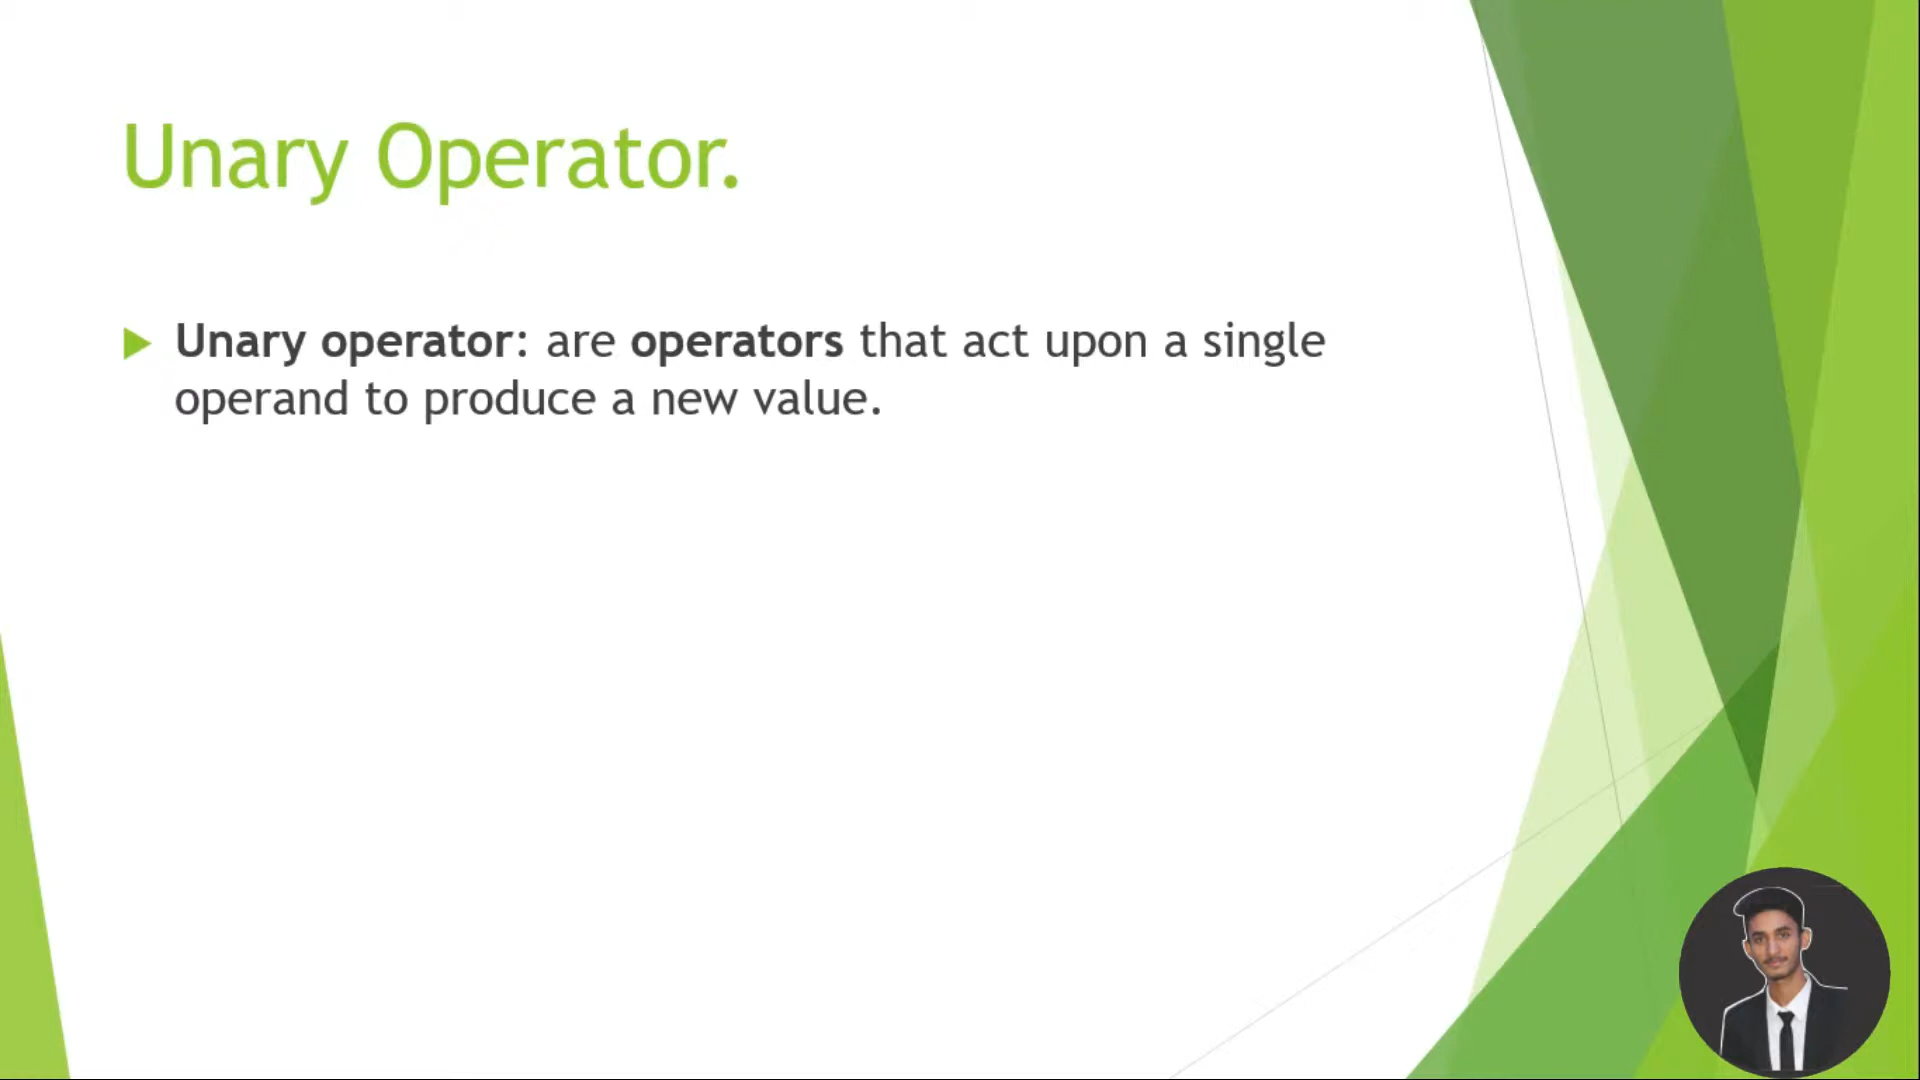 Unary Operator.
Unary operator: are operators that act upon a single
operand to produce a new value.